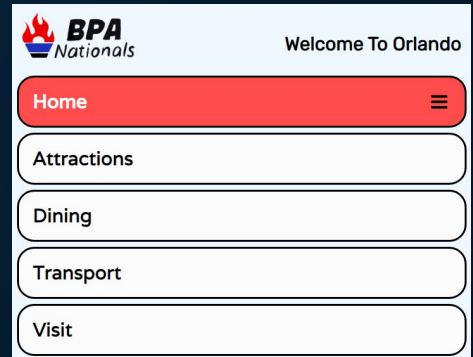 BPA
Nationals
Welcome To Orlando
Home
Attractions
Dining
Transport
Visit